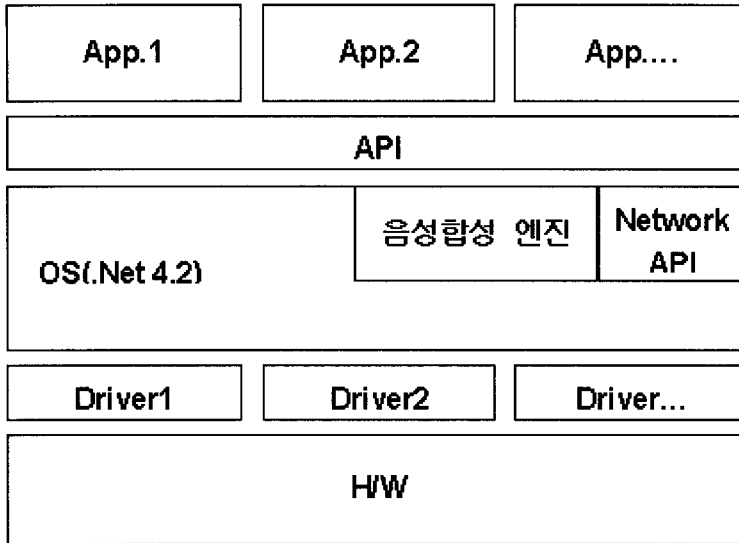 App.1 App.2 App....
API
음성합성 엔진 Network
API
OS(.Net 4.2)
Driver1 Driver2 Driver...
H/W